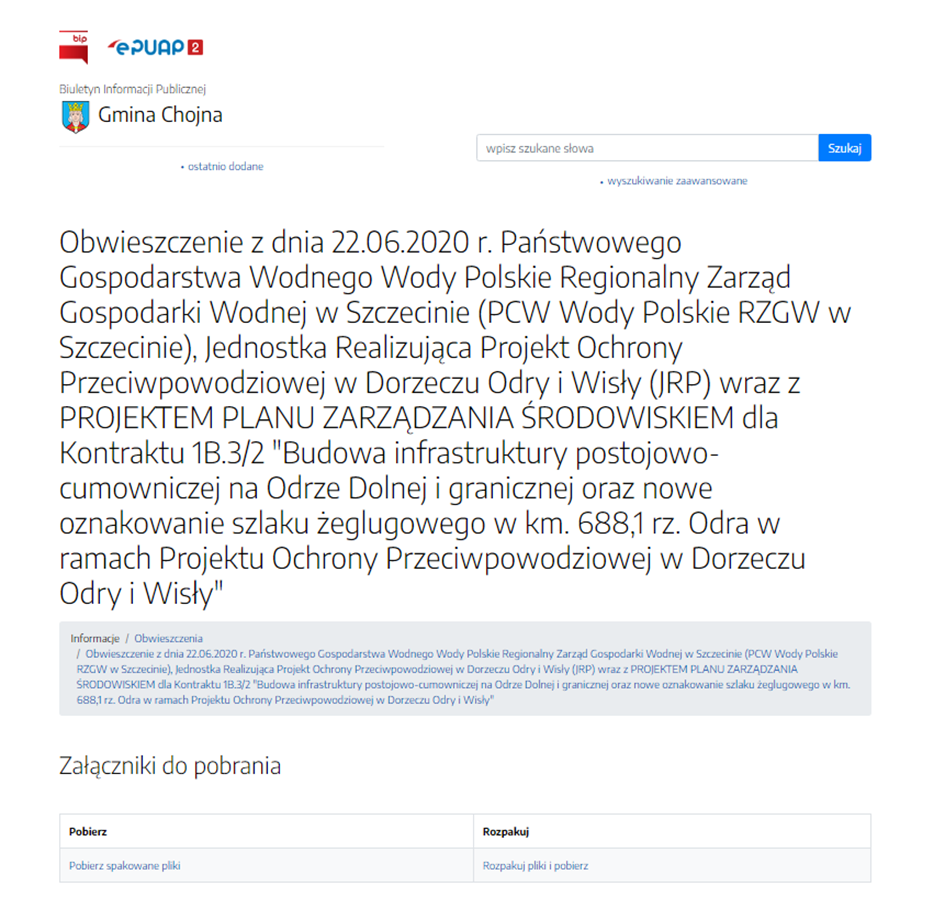 bip
epuap 2
Biuletyn Informacji Publicznej
Gmina Chojna
wpisz szukane słowa
Szukaj
• ostatnio dodane
• wyszukiwanie zaawansowane
Obwieszczenie z dnia 22.06.2020 r. Państwowego
Gospodarstwa Wodnego Wody Polskie Regionalny Zarząd
Gospodarki Wodnej w Szczecinie (PCW Wody Polskie RZGW w
Szczecinie), Jednostka Realizująca Projekt Ochrony
Przeciwpowodziowej w Dorzeczu Odry i Wisły (JRP) wraz z
PROJEKTEM PLANU ZARZĄDZANIA ŚRODOWISKIEM dla
Kontraktu 1B.3/2 "Budowa infrastruktury postojowo-
cumowniczej na Odrze Dolnej i granicznej oraz nowe
oznakowanie szlaku żeglugowego w km. 688,1 rz. Odra w
ramach Projektu Ochrony Przeciwpowodziowej w Dorzeczu
Odry i Wisły"
Informacje / Obwieszczenia
/ Obwieszczenie z dnia 22.06.2020 r. Państwowego Gospodarstwa Wodnego Wody Polskie Regionalny Zarząd Gospodarki Wodnej w Szczecinie (PCW Wody Polskie
RZGW w Szczecinie), Jednostka Realizująca Projekt Ochrony Przeciwpowodziowej w Dorzeczu Odry i Wisły (JRP) wraz z PROJEKTEM PLANU ZARZĄDZANIA
ŚRODOWISKIEM dla Kontraktu 1B.3/2 "Budowa infrastruktury postojowo-cumowniczej na Odrze Dolnej i granicznej oraz nowe oznakowanie szlaku żeglugowego w km.
688,1 rz. Odra w ramach Projektu Ochrony Przeciwpowodziowej w Dorzeczu Odry i Wisły"
Załączniki do pobrania
Pobierz
Rozpakuj
Pobierz spakowane pliki
Rozpakuj pliki i pobierz